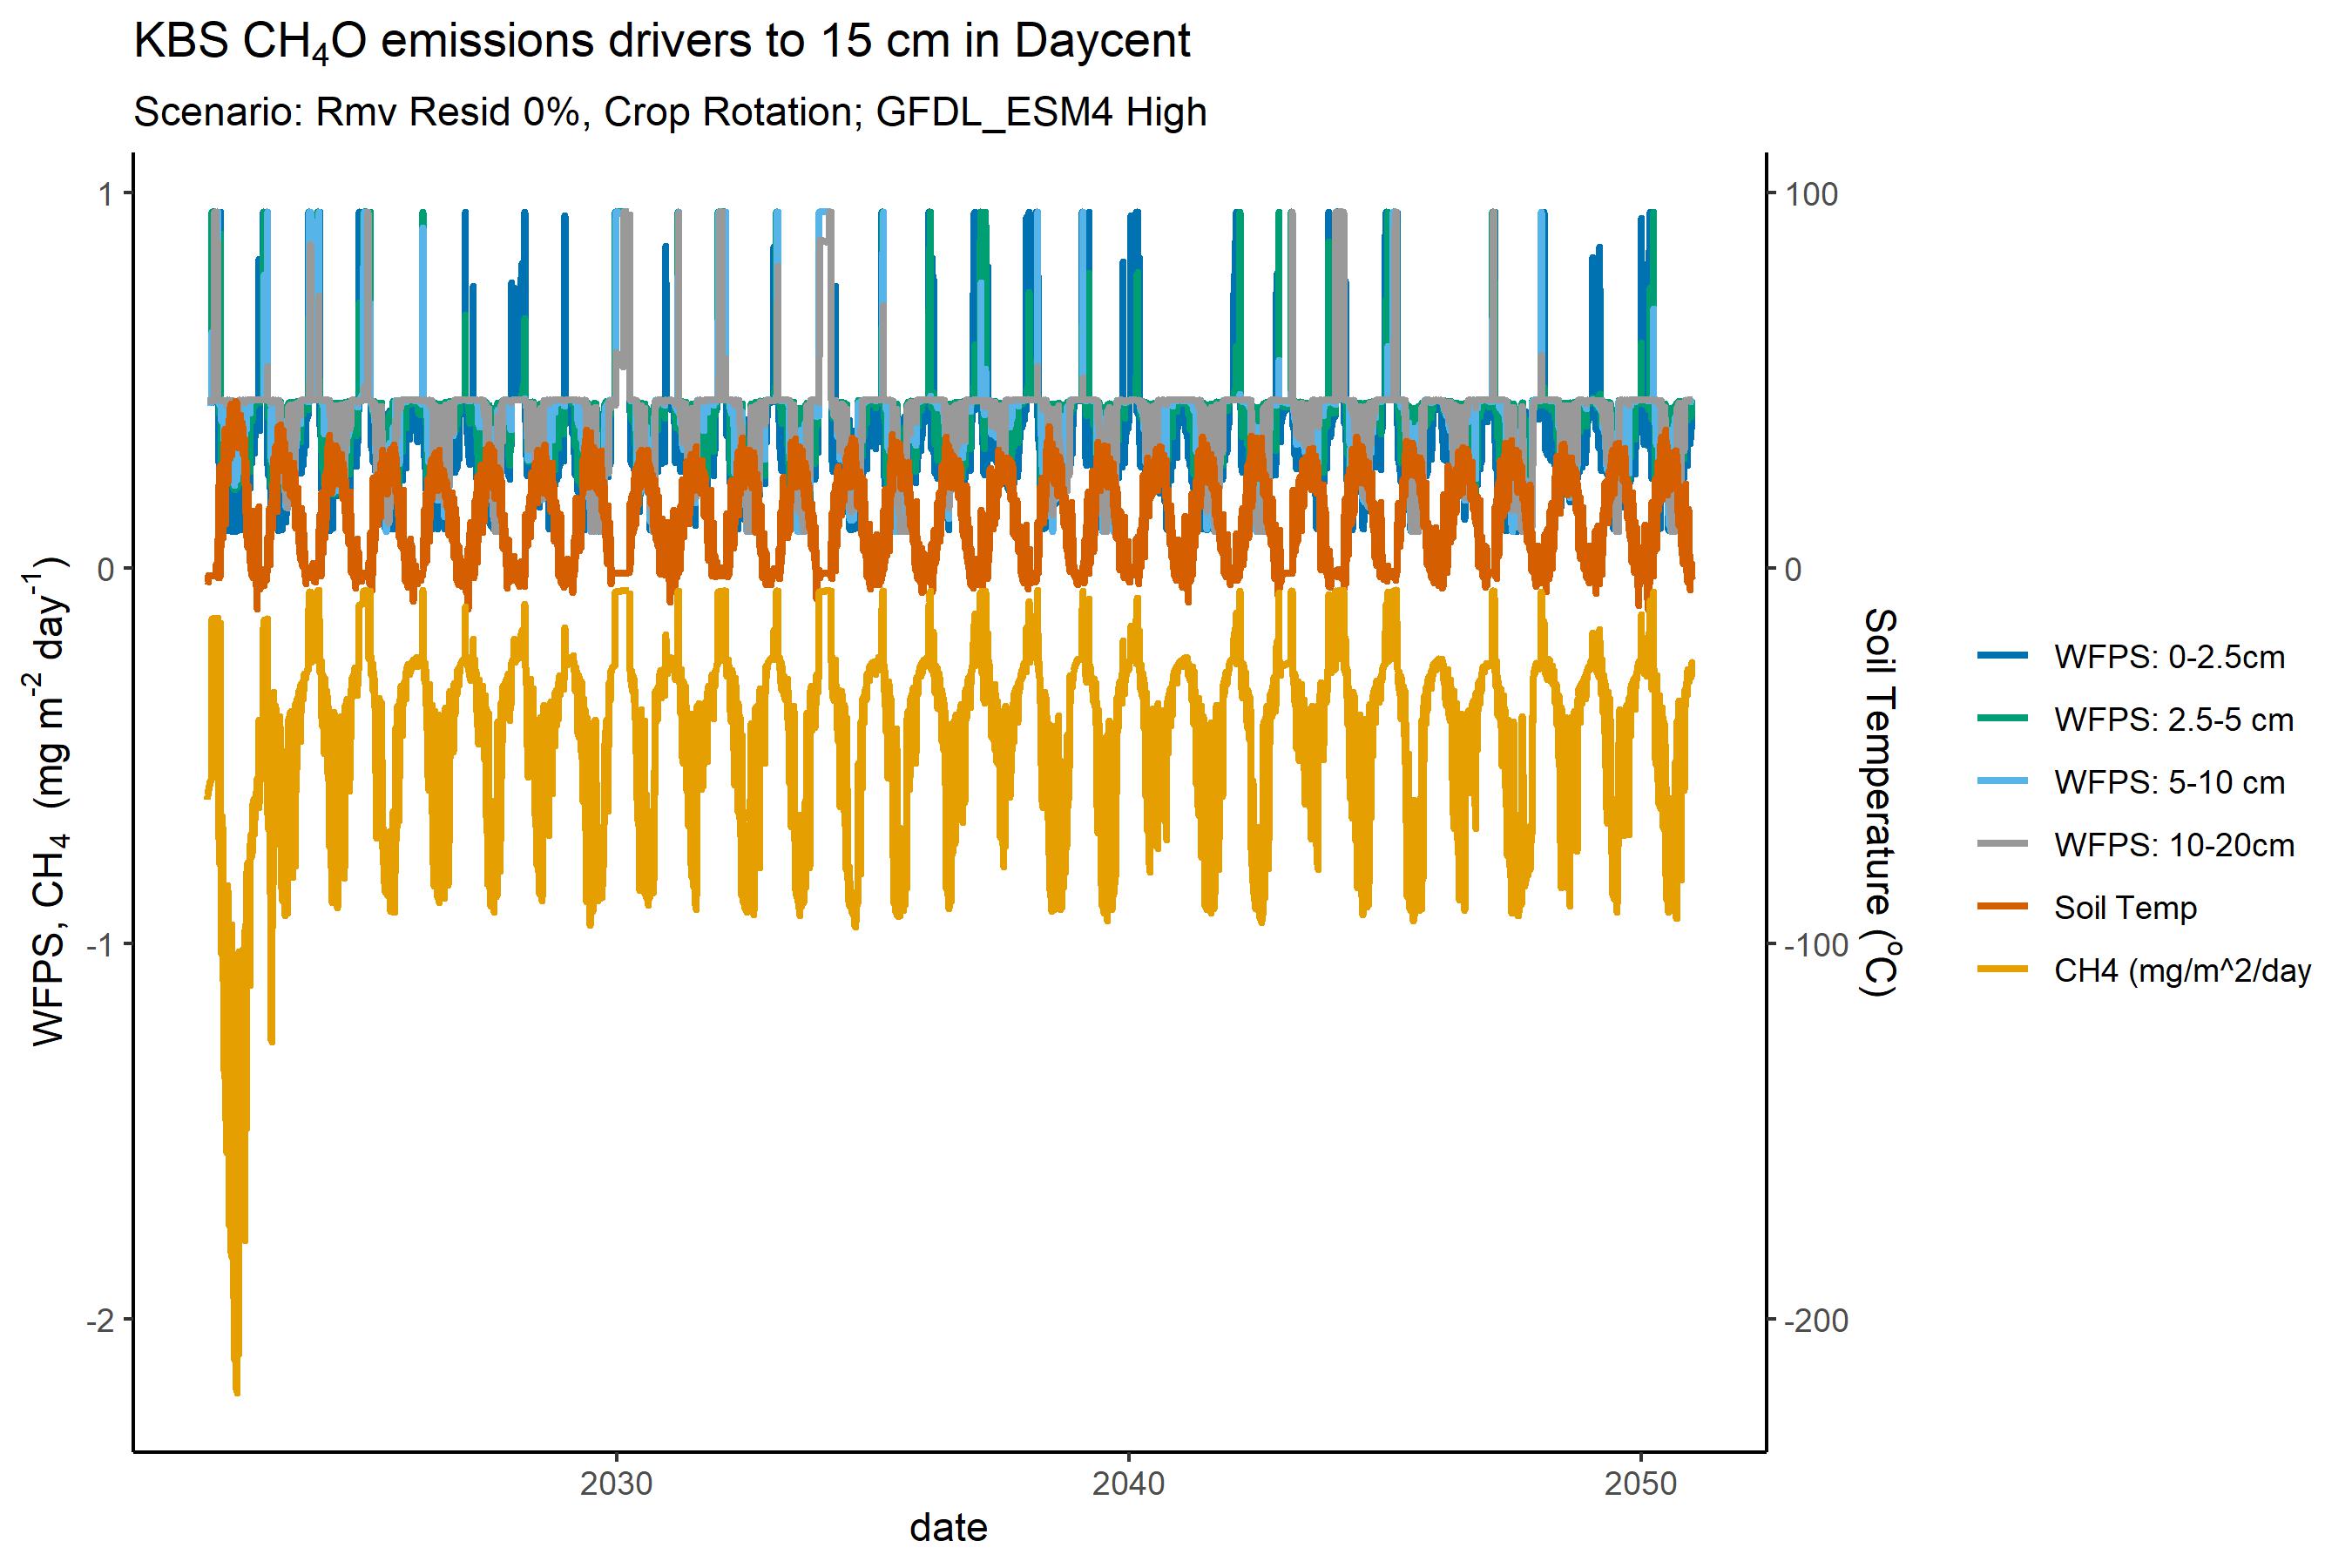 KBS CH₄O emissions drivers to 15 cm in Daycent
Scenario: Rmv Resid 0%, Crop Rotation; GFDL_ESM4 High
1
0
-1
-2
WFPS, CH₄ (mg m⁻² day⁻¹)
100
0
-100
-200
Soil Temperature (ºC)
WFPS: 0-2.5cm
WFPS: 2.5-5 cm
WFPS: 5-10 cm
WFPS: 10-20cm
Soil Temp
CH4 (mg/m^2/day
2030
2040
2050
date